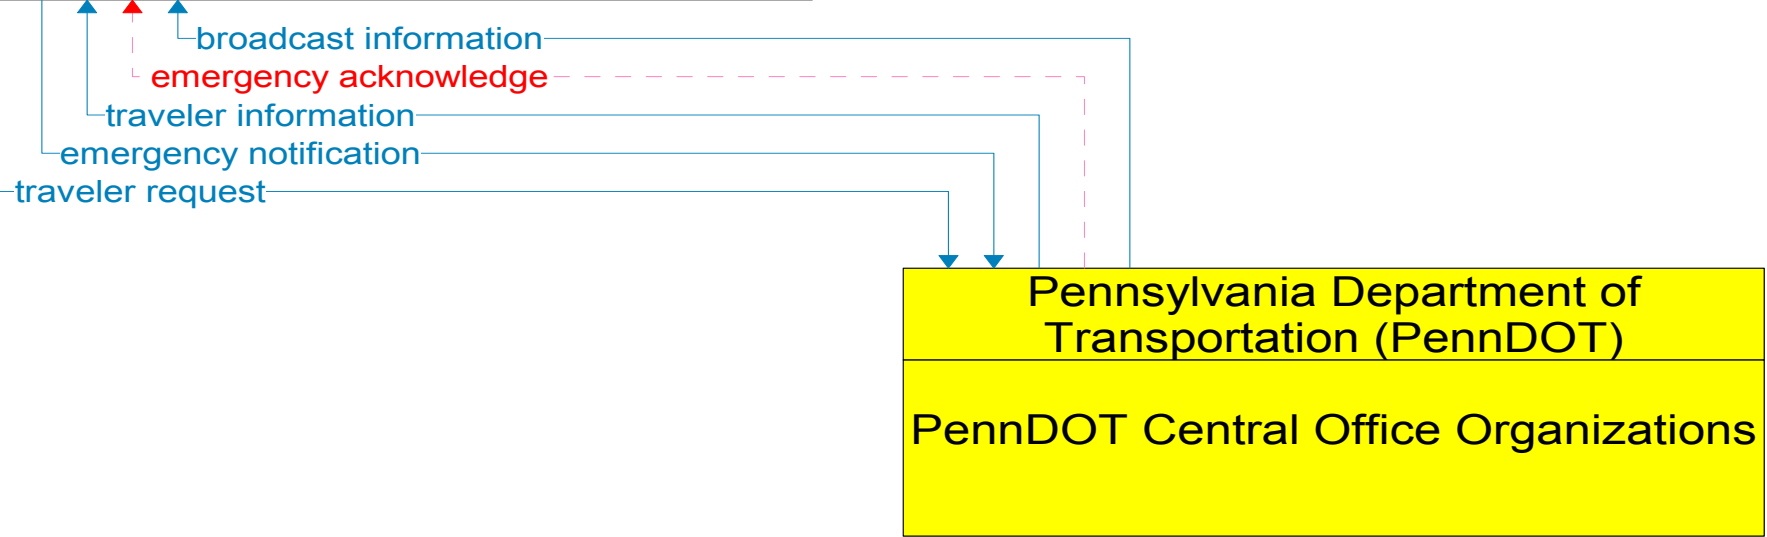 broadcast information
emergency acknowledge
traveler information
emergency notification
traveler request
Pennsylvania Department of
Transportation (PennDOT)
PennDOT Central Office Organizations